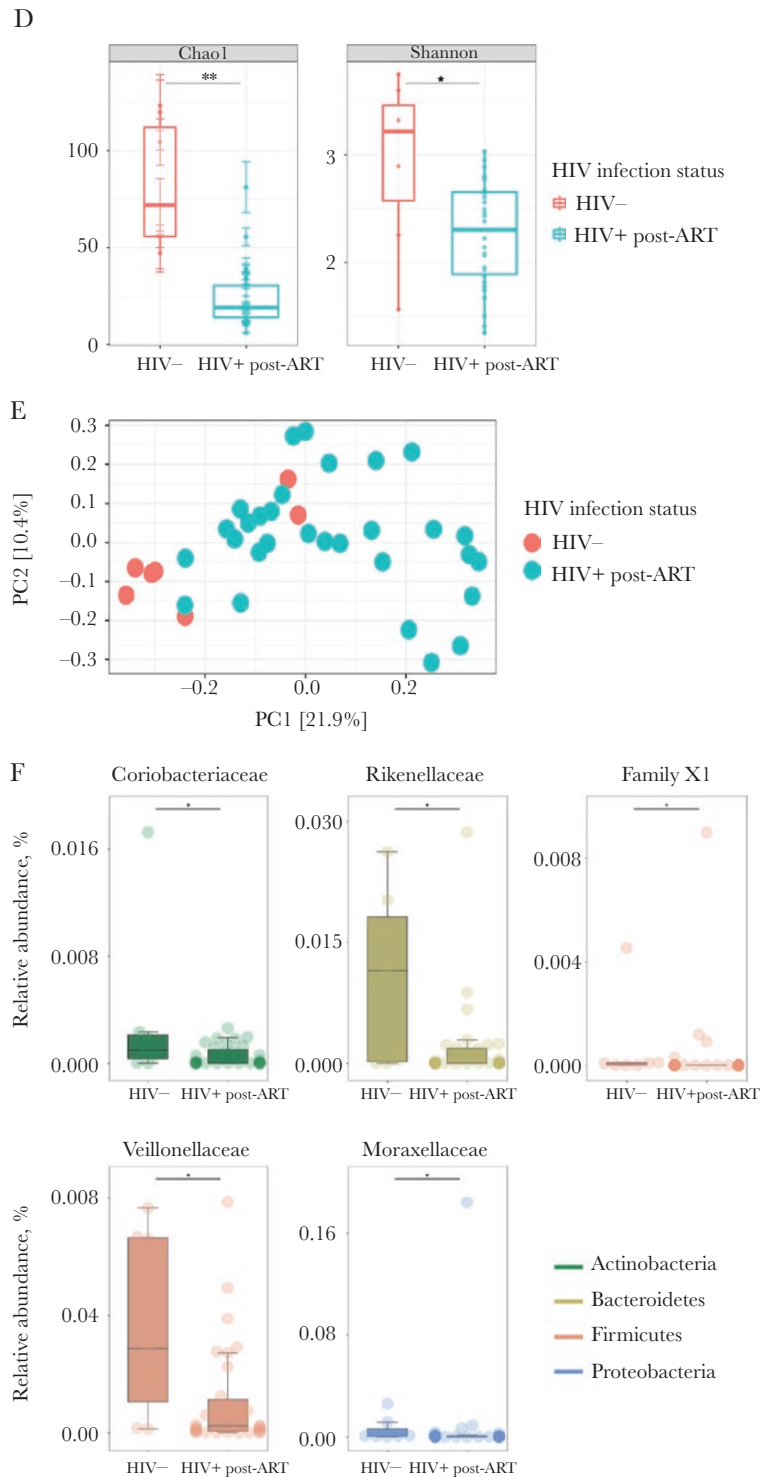 D
Chao1
Shannon
**
*
100
50
0
3
2
HIV– HIV+ post-ART
HIV– HIV+ post-ART
HIV infection status
HIV–
HIV+ post-ART
E
0.3
0.2
0.1
0.0
–0.1
–0.2
–0.3
PC2 [10.4%]
–0.2 0.0 0.2
PC1 [21.9%]
HIV infection status
HIV–
HIV+ post-ART
F
Coriobacteriaceae
*
Relative abundance, %
0.016
0.008
0.000
HIV– HIV+ post-ART
Rikenellaceae
*
0.030
0.015
0.000
HIV– HIV+ post-ART
Family X1
*
0.008
0.004
0.000
HIV– HIV+post-ART
Veillonellaceae
*
Relative abundance, %
0.008
0.04
0.00
HIV– HIV+ post-ART
Moraxellaceae
*
0.16
0.08
0.00
HIV– HIV+ post-ART
Actinobacteria
Bacteroidetes
Firmicutes
Proteobacteria